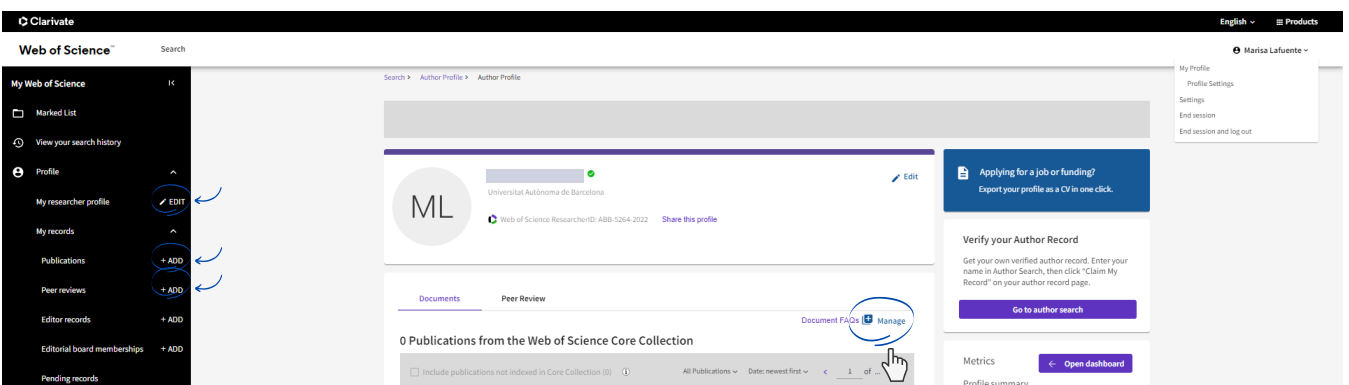 Clarivate
English
Products
Web of Science™
Search
Marisa Lafuente
My Profile
Profile Settings
Settings
End session
End session and log out
My Web of Science
Marked List
View your search history
Profile
My researcher profile
EDIT
My records
Publications
+ ADD
Peer reviews
+ ADD
Editor records
+ ADD
Editorial board memberships
+ ADD
Pending records
Search > Author Profile > Author Profile
ML
Universitat Autònoma de Barcelona
Web of Science ResearcherID: ABB-5264-2022 Share this profile
Edit
Documents
Peer Review
Document FAQs
Manage
0 Publications from the Web of Science Core Collection
Include publications not indexed in Core Collection (0)
All Publications
Date: newest first
< 1 of ...
Applying for a job or funding?
Export your profile as a CV in one click.
Verify your Author Record
Get your own verified author record. Enter your
name in Author Search, then click "Claim My
Record" on your author record page.
Go to author search
Metrics
Open dashboard
Profile summary